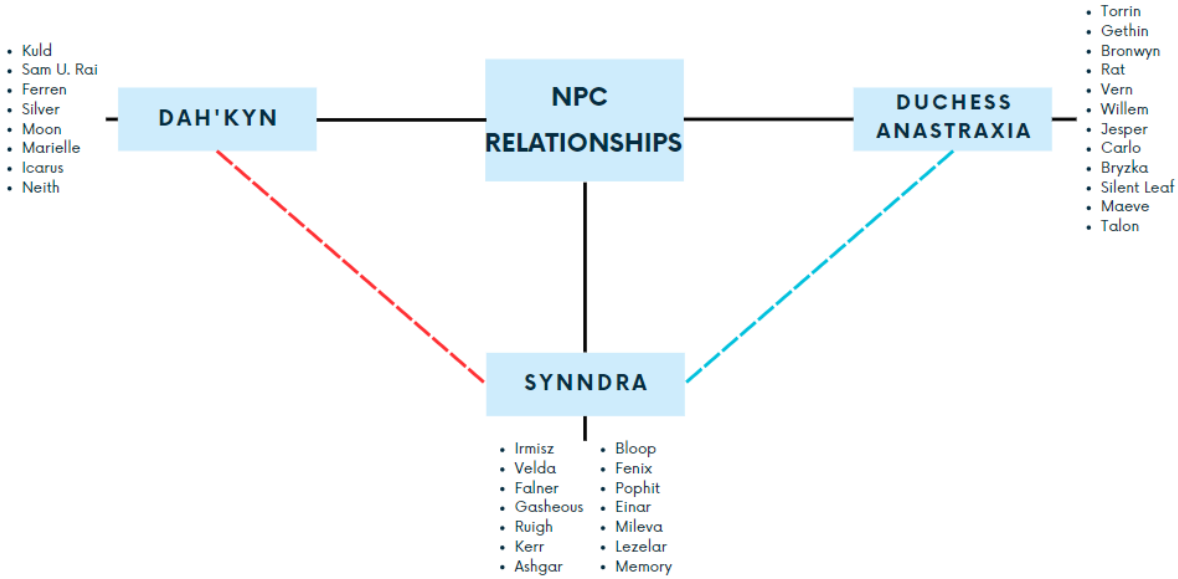 NPC
RELATIONSHIPS
DAH'KYN
Kuld
Sam U. Rai
Ferren
Silver
Moon
Marielle
Icarus
Neith
DUCHESS
ANASTRAXIA
Torrin
Gethin
Bronwyn
Rat
Vern
Willem
Jesper
Carlo
Bryzka
Silent Leaf
Maeve
Talon
SYNNDRA
Irmisz
Velda
Falner
Gasheous
Ruigh
Kerr
Ashgar
Bloop
Fenix
Pophit
Einar
Mileva
Lezelar
Memory